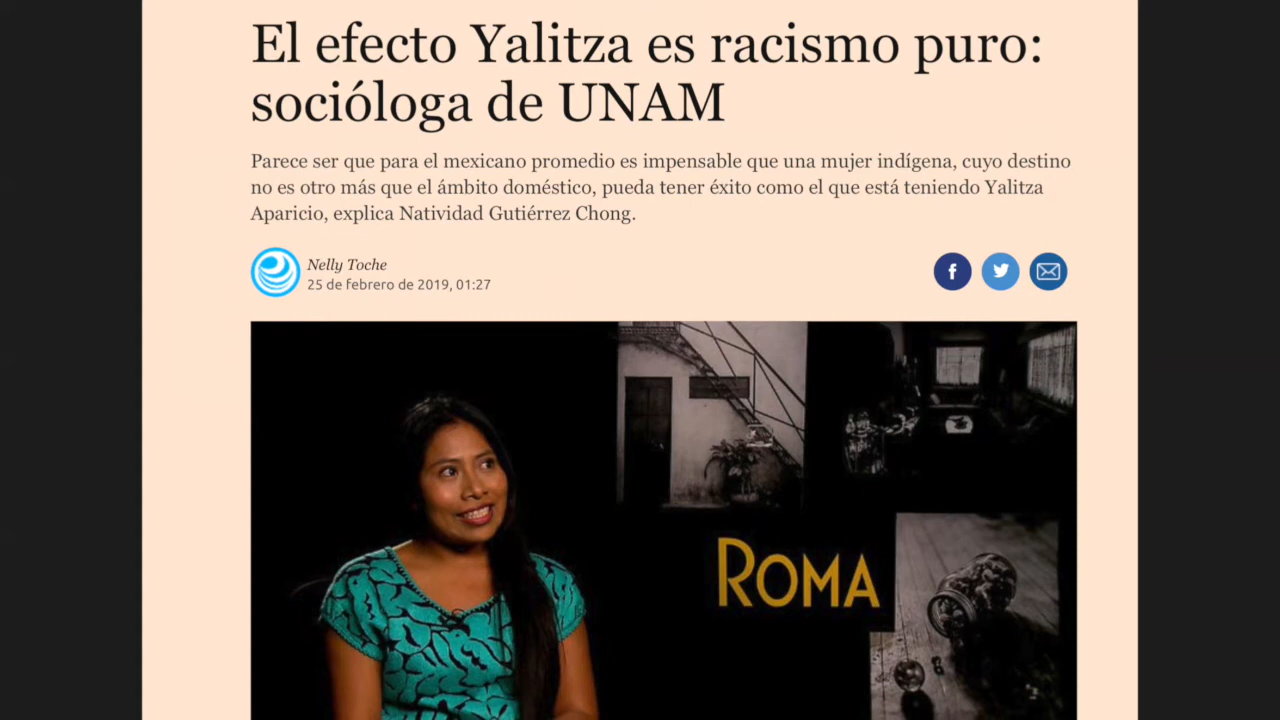 El efecto Yalitza es racismo puro:
socióloga de UNAM
Parece ser que para el mexicano promedio es impensable que una mujer indígena, cuyo destino
no es otro más que el ámbito doméstico, pueda tener éxito como el que está teniendo Yalitza
Aparicio, explica Natividad Gutiérrez Chong.
Nelly Toche
25 de febrero de 2019, 01:27
ROMA